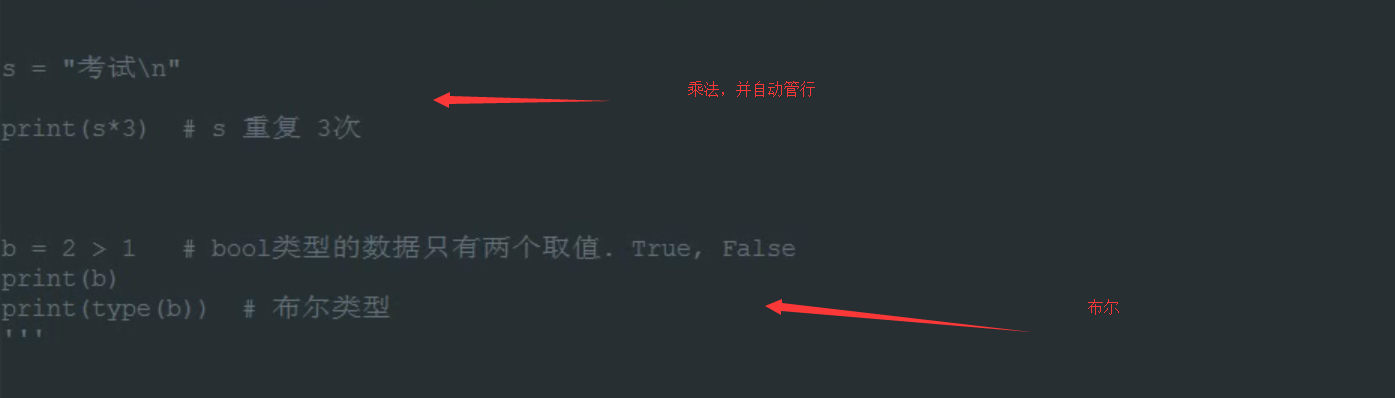 s = "考试\n"
乘法，并自动管行
print(s*3)  # s 重复 3次
b = 2 > 1   # bool类型的数据只有两个取值. True, False
print(b)
print(type(b))  # 布尔类型
布尔
'''